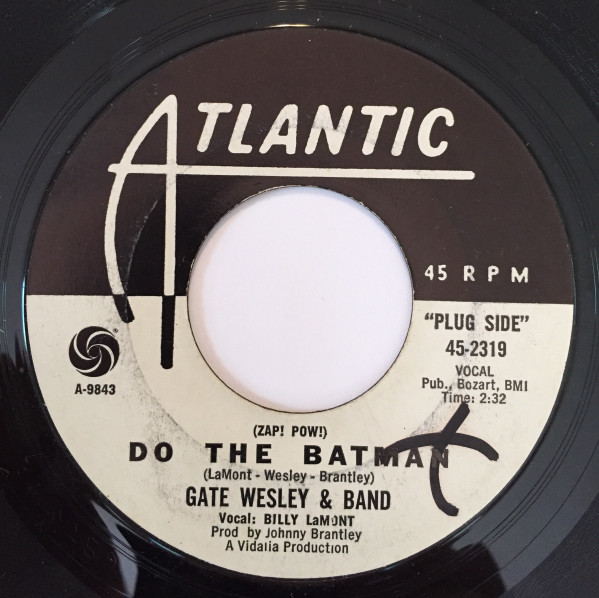 ATLANTIC
45 RPM
"PLUG SIDE"
45-2319
VOCAL
Pub., Bozart, BMI
Time: 2:32
®
A-9843
(ZAP! POW!)
DO THE BATMAN
(LaMont - Wesley - Brantley)
GATE WESLEY & BAND
Vocal: BILLY LaMONT
Prod by Johnny Brantley
A Vidalia Production